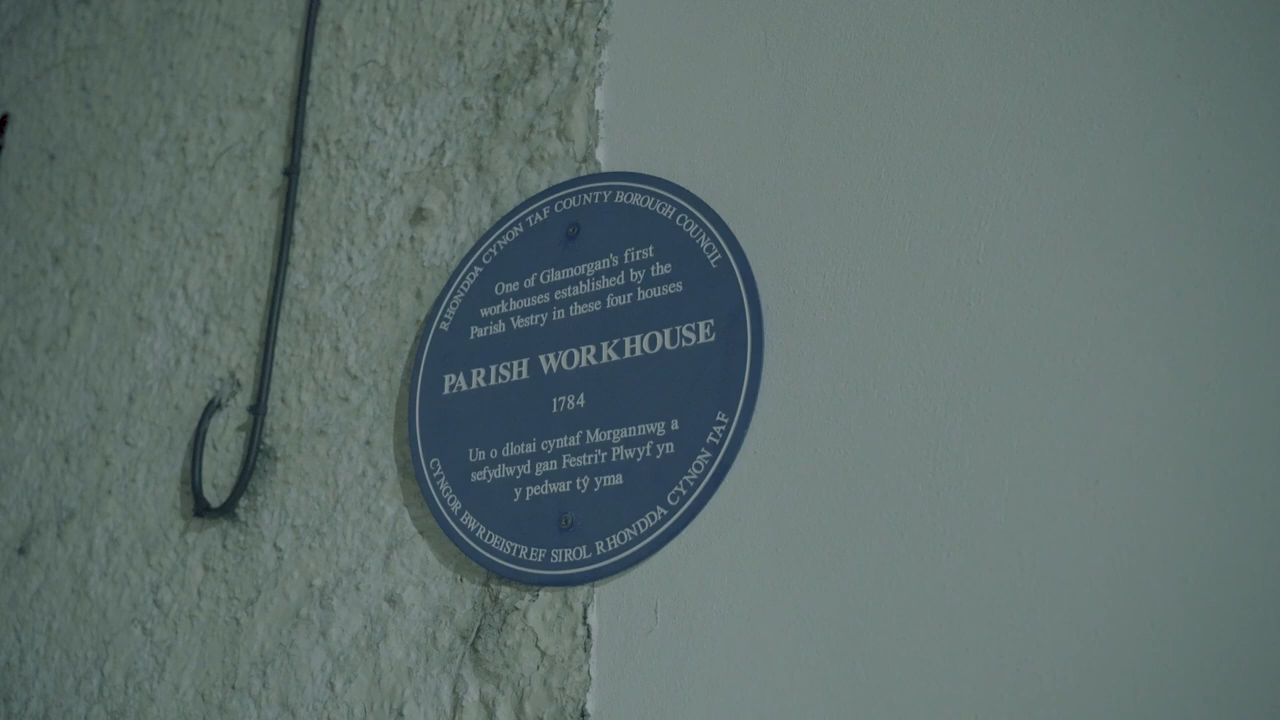 RHONDDA CYNON TAF COUNTY BOROUGH COUNCIL
One of Glamorgan's first
workhouses established by the
Parish Vestry in these four houses
PARISH WORKHOUSE
1784
Un o dlotai cyntaf Morgannwg a
sefydlwyd gan Festri'r Plwyf yn
y pedwar tŷ yma
CYNGOR BWRDEISTREF SIROL RHONDDA CYNON TAF